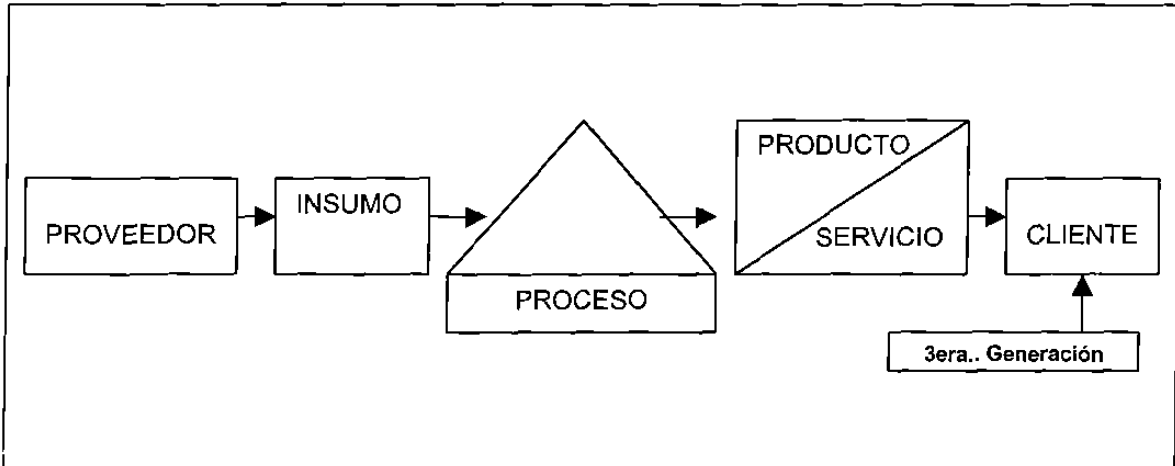 PROVEEDOR
INSUMO
PROCESO
PRODUCTO
SERVICIO
CLIENTE
3era.. Generación